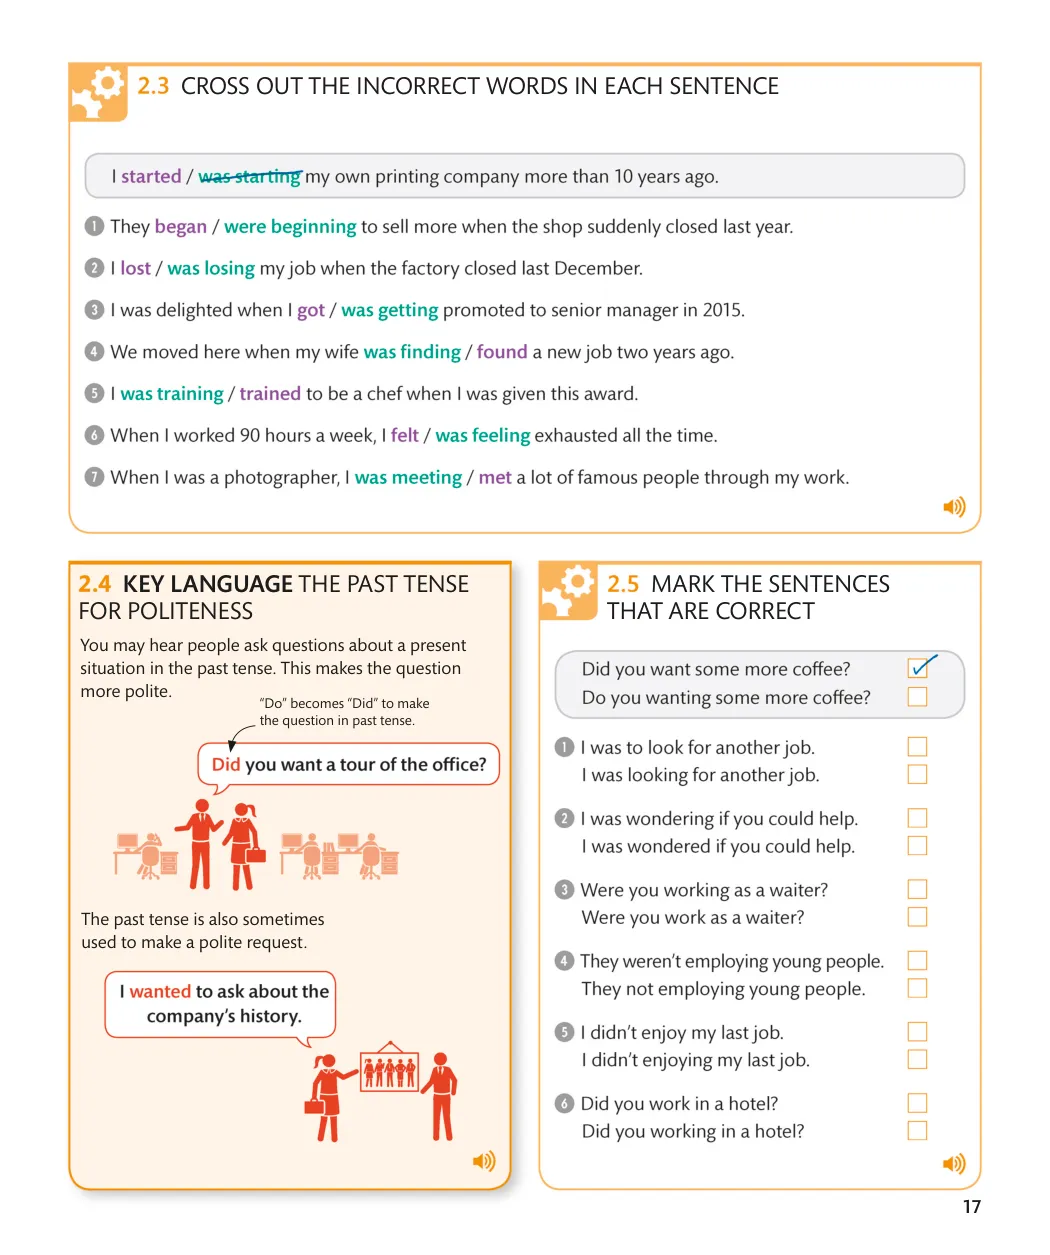 2.3 CROSS OUT THE INCORRECT WORDS IN EACH SENTENCE
I started / was starting my own printing company more than 10 years ago.
1 They began / were beginning to sell more when the shop suddenly closed last year.
2 I lost / was losing my job when the factory closed last December.
3 I was delighted when I got / was getting promoted to senior manager in 2015.
4 We moved here when my wife was finding / found a new job two years ago.
5 I was training / trained to be a chef when I was given this award.
6 When I worked 90 hours a week, I felt / was feeling exhausted all the time.
7 When I was a photographer, I was meeting / met a lot of famous people through my work.
2.4 KEY LANGUAGE THE PAST TENSE
FOR POLITENESS
You may hear people ask questions about a present
situation in the past tense. This makes the question
more polite.
“Do” becomes “Did” to make
the question in past tense.
Did you want a tour of the office?
The past tense is also sometimes
used to make a polite request.
I wanted to ask about the
company’s history.
2.5 MARK THE SENTENCES
THAT ARE CORRECT
Did you want some more coffee?
Do you wanting some more coffee?
1 I was to look for another job.
I was looking for another job.
2 I was wondering if you could help.
I was wondered if you could help.
3 Were you working as a waiter?
Were you work as a waiter?
4 They weren’t employing young people.
They not employing young people.
5 I didn’t enjoy my last job.
I didn’t enjoying my last job.
6 Did you work in a hotel?
Did you working in a hotel?
17